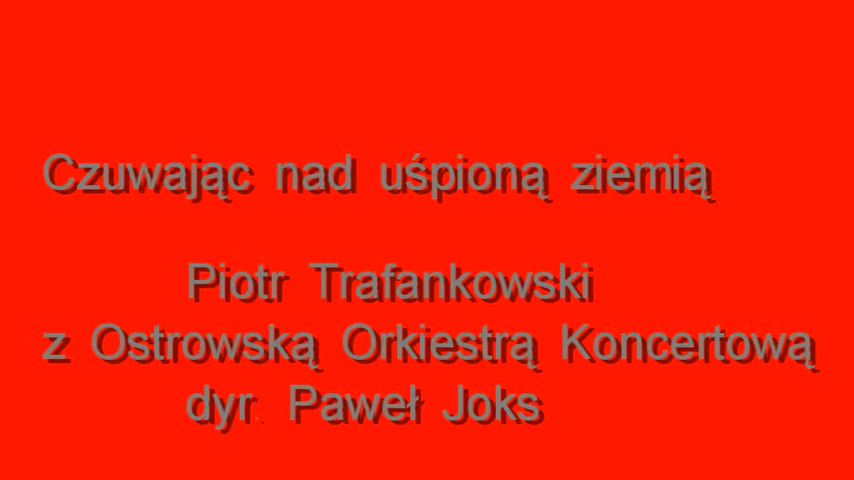 Czuwając nad uśpioną ziemią
Piotr Trafankowski
z Ostrowską Orkiestrą Koncertową
dyr. Paweł Joks